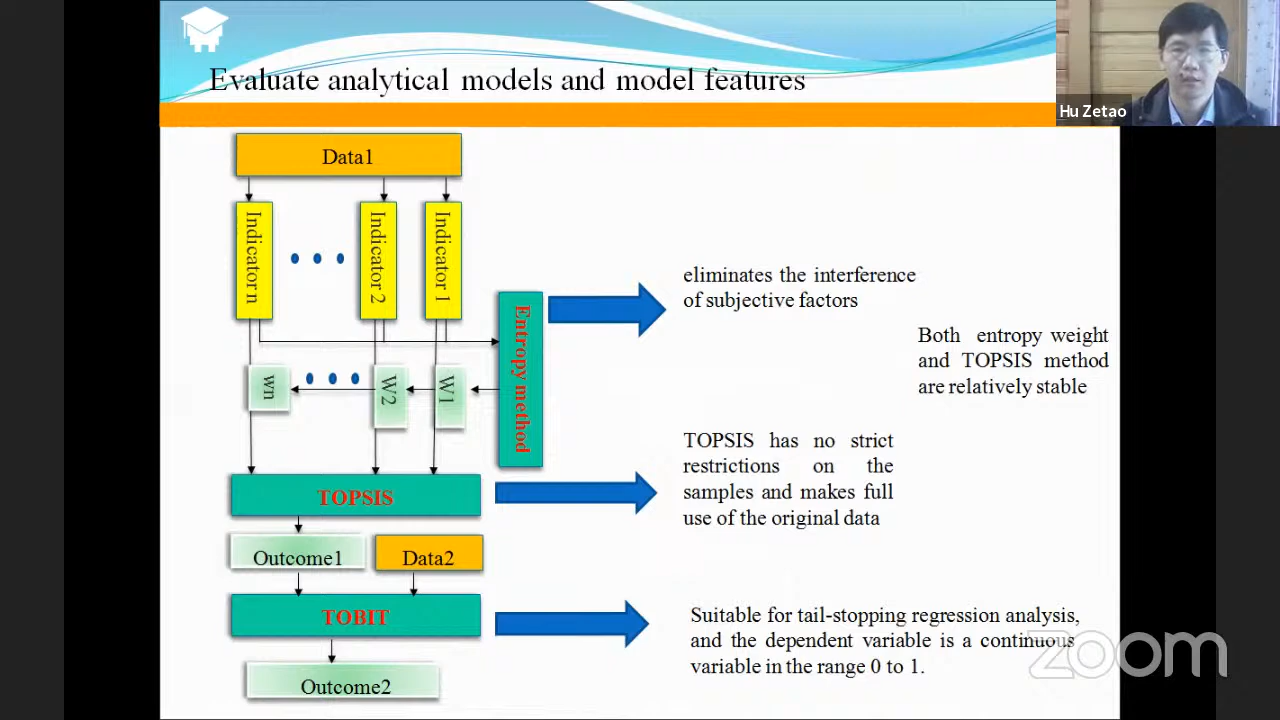 Evaluate analytical models and model features
Hu Zetao
Data1
Indicator n
Indicator 2
Indicator 1
eliminates the interference
of subjective factors
Entropy method
Both entropy weight
and TOPSIS method
are relatively stable
wn
W2
W1
TOPSIS has no strict
restrictions on the
samples and makes full
use of the original data
TOPSIS
Outcome1
Data2
TOBIT
Suitable for tail-stopping regression analysis,
and the dependent variable is a continuous
variable in the range 0 to 1.
Outcome2
zoom